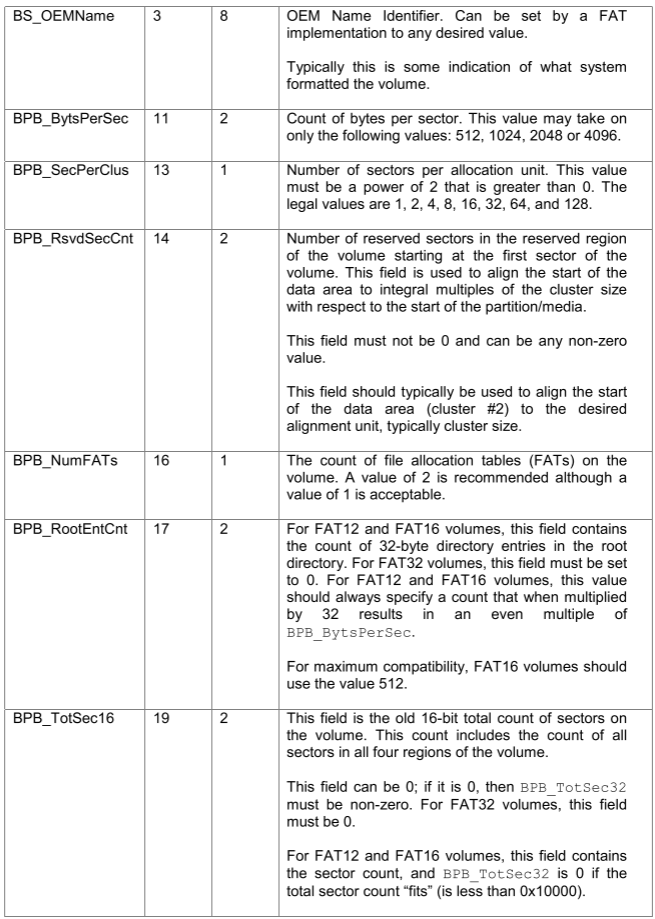 BS_OEMName 3 8 OEM Name Identifier. Can be set by a FAT
implementation to any desired value.
Typically this is some indication of what system
formatted the volume.
BPB_BytsPerSec 11 2 Count of bytes per sector. This value may take on
only the following values: 512, 1024, 2048 or 4096.
BPB_SecPerClus 13 1 Number of sectors per allocation unit. This value
must be a power of 2 that is greater than 0. The
legal values are 1, 2, 4, 8, 16, 32, 64, and 128.
BPB_RsvdSecCnt 14 2 Number of reserved sectors in the reserved region
of the volume starting at the first sector of the
volume. This field is used to align the start of the
data area to integral multiples of the cluster size
with respect to the start of the partition/media.
This field must not be 0 and can be any non-zero
value.
This field should typically be used to align the start
of the data area (cluster #2) to the desired
alignment unit, typically cluster size.
BPB_NumFATs 16 1 The count of file allocation tables (FATs) on the
volume. A value of 2 is recommended although a
value of 1 is acceptable.
BPB_RootEntCnt 17 2 For FAT12 and FAT16 volumes, this field contains
the count of 32-byte directory entries in the root
directory. For FAT32 volumes, this field must be set
to 0. For FAT12 and FAT16 volumes, this value
should always specify a count that when multiplied
by 32 results in an even multiple of
BPB_BytsPerSec.
For maximum compatibility, FAT16 volumes should
use the value 512.
BPB_TotSec16 19 2 This field is the old 16-bit total count of sectors on
the volume. This count includes the count of all
sectors in all four regions of the volume.
This field can be 0; if it is 0, then BPB_TotSec32
must be non-zero. For FAT32 volumes, this field
must be 0.
For FAT12 and FAT16 volumes, this field contains
the sector count, and BPB_TotSec32 is 0 if the
total sector count “fits” (is less than 0x10000).